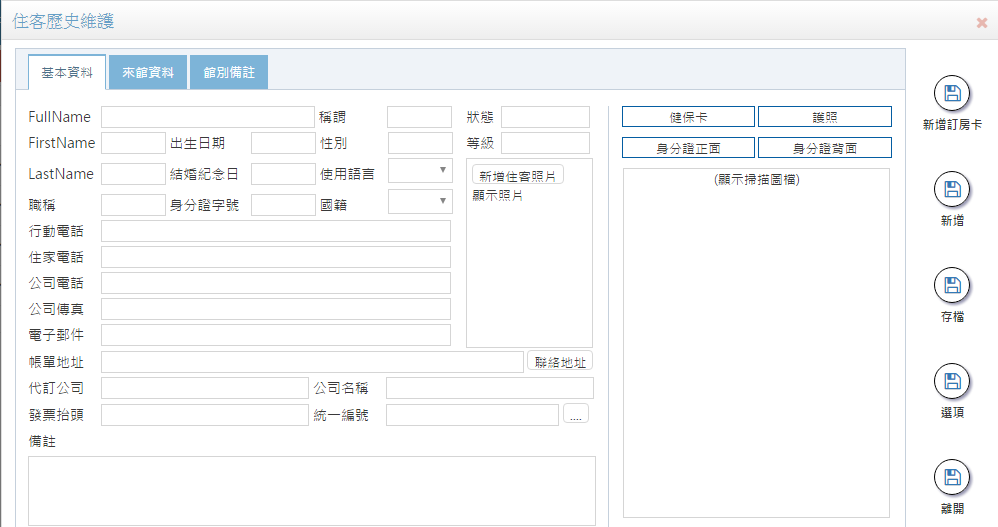 住客歷史維護
基本資料 來館資料 館別備註
FullName 稱謂 狀態
FirstName 出生日期 性別 等級
LastName 結婚紀念日 使用語言
職稱 身分證字號 國籍
行動電話
住家電話
公司電話
公司傳真
電子郵件
帳單地址 聯絡地址
代訂公司 公司名稱
發票抬頭 統一編號 ....
備註
新增住客照片
顯示照片
健保卡 護照
身分證正面 身分證背面
(顯示掃描圖檔)
新增訂房卡
新增
存檔
選項
離開